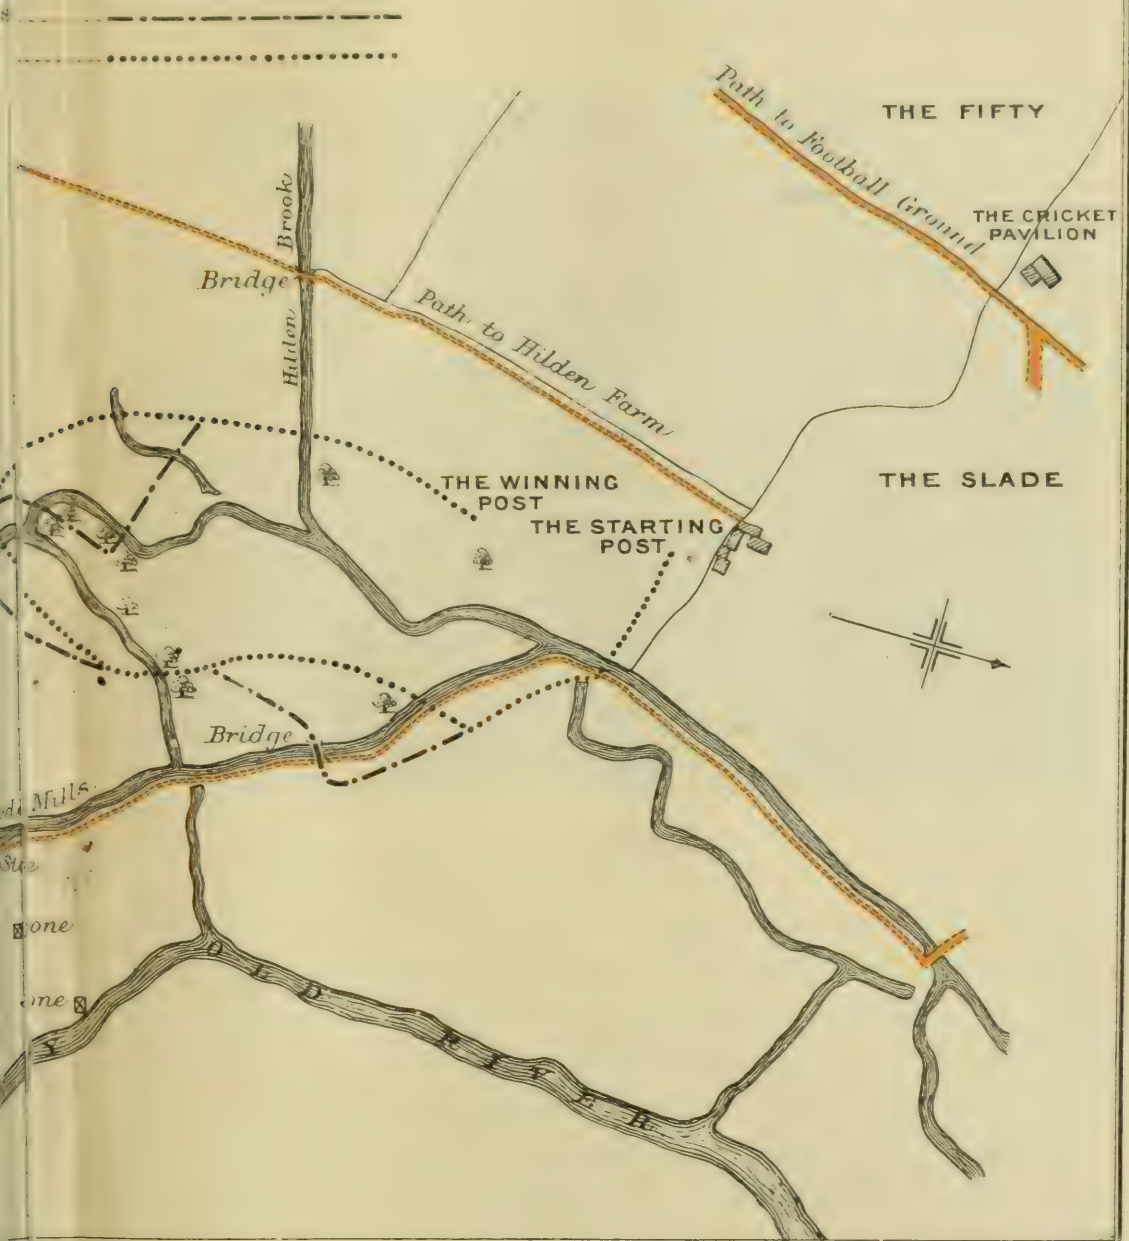 Path to Football Ground
THE FIFTY
THE CRICKET
PAVILION
Hilden Brook
Bridge
Path to Hilden Farm
THE WINNING
POST
THE STARTING
POST
THE SLADE
Bridge
Mills
one
OLD RIVER
Y